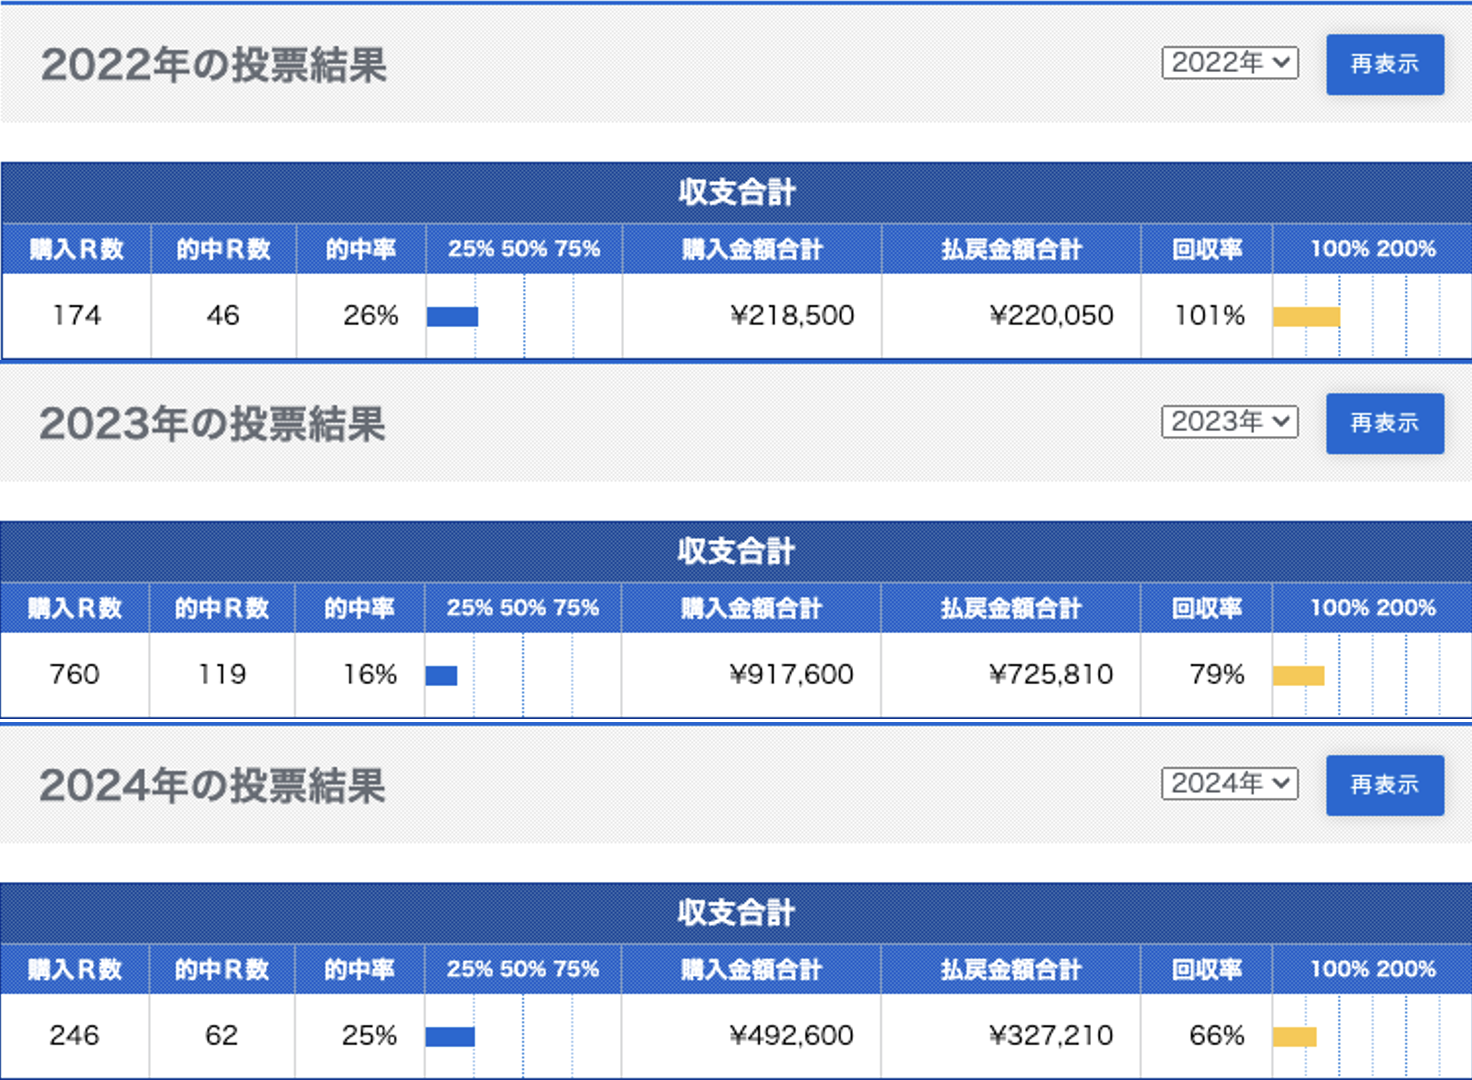 2022年の投票結果 2022年 再表示
収支合計
購入Ｒ数 的中Ｒ数 的中率 25% 50% 75% 購入金額合計 払戻金額合計 回収率 100% 200%
174 46 26% ¥218,500 ¥220,050 101%
2023年の投票結果 2023年 再表示
収支合計
購入Ｒ数 的中Ｒ数 的中率 25% 50% 75% 購入金額合計 払戻金額合計 回収率 100% 200%
760 119 16% ¥917,600 ¥725,810 79%
2024年の投票結果 2024年 再表示
収支合計
購入Ｒ数 的中Ｒ数 的中率 25% 50% 75% 購入金額合計 払戻金額合計 回収率 100% 200%
246 62 25% ¥492,600 ¥327,210 66%